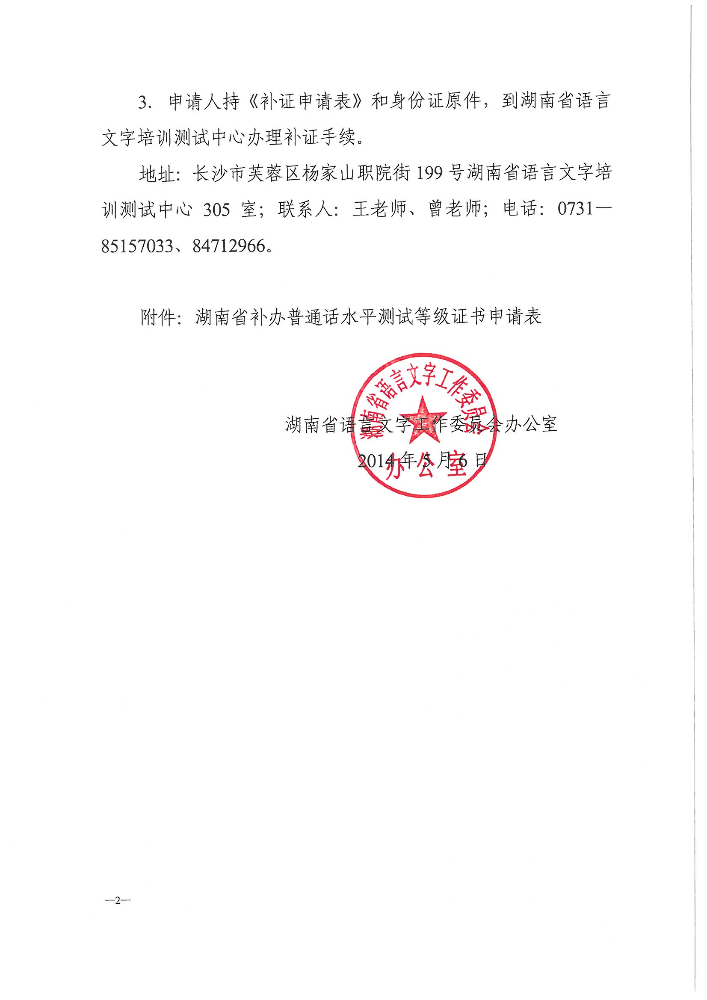 3. 申请人持《补证申请表》和身份证原件，到湖南省语言
文字培训测试中心办理补证手续。
地址：长沙市芙蓉区杨家山职院街 199 号湖南省语言文字培
训测试中心 305 室；联系人：王老师、曾老师；电话：0731—
85157033、84712966。
附件：湖南省补办普通话水平测试等级证书申请表
湖南省语言文字工作委员会
办公室
湖南省语言文字工作委员会办公室
2014 年 5 月 6 日
—2—